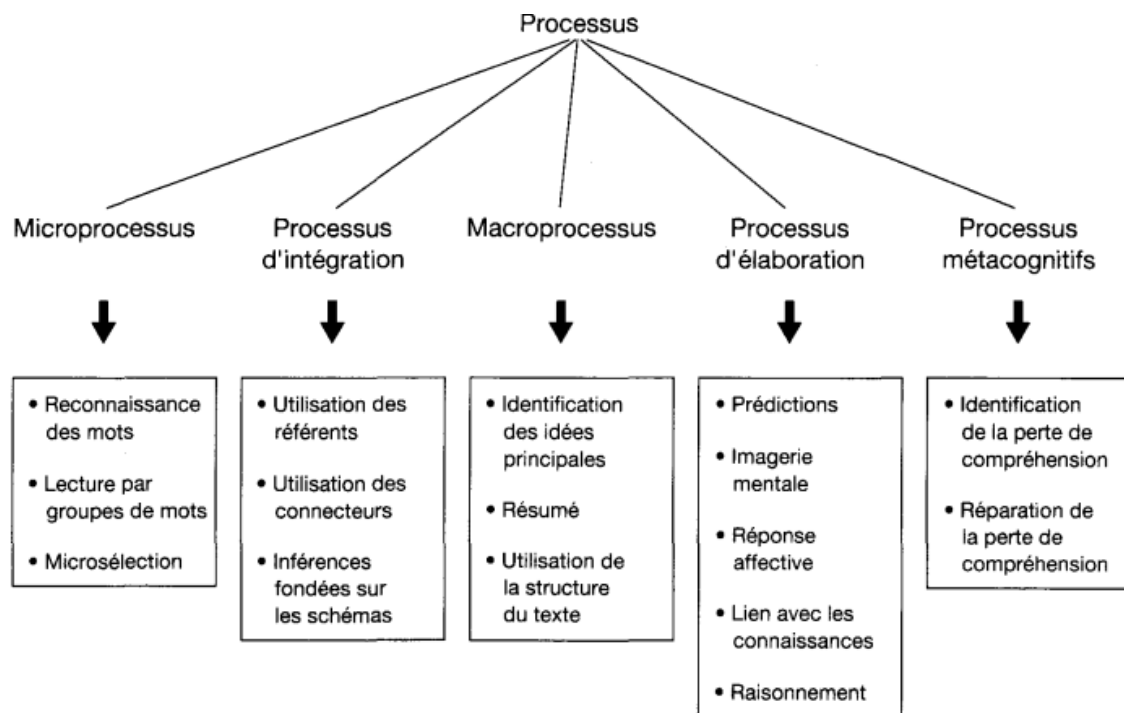 Processus
Microprocessus
Processus
d'intégration
Macroprocessus
Processus
d'élaboration
Processus
métacognitifs
• Reconnaissance
des mots
• Lecture par
groupes de mots
• Microsélection
• Utilisation des
référents
• Utilisation des
connecteurs
• Inférences
fondées sur
les schémas
• Identification
des idées
principales
• Résumé
• Utilisation de
la structure
du texte
• Prédictions
• Imagerie
mentale
• Réponse
affective
• Lien avec les
connaissances
• Raisonnement
• Identification
de la perte de
compréhension
• Réparation de
la perte de
compréhension